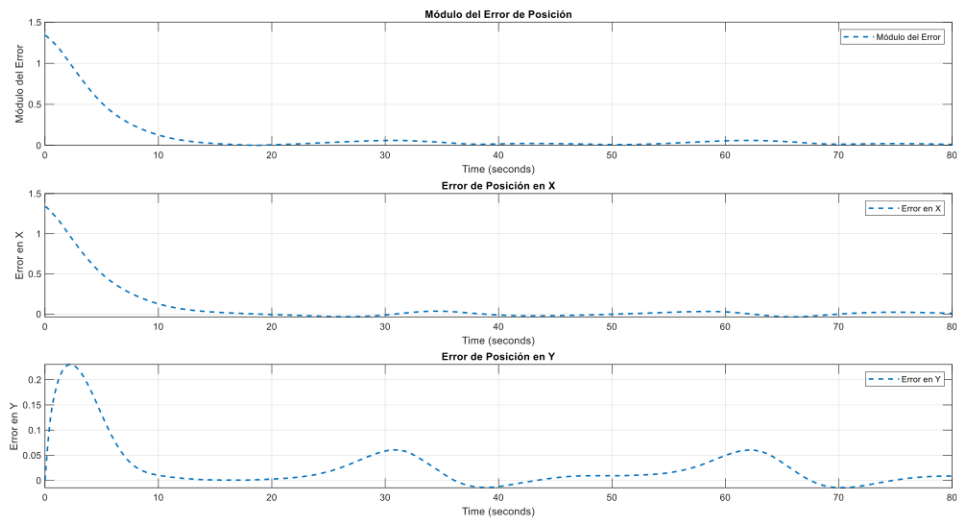 Módulo del Error de Posición
1.5
1
0.5
0
Módulo del Error
Módulo del Error
0 10 20 30 40 50 60 70 80
Time (seconds)
Error de Posición en X
1.5
1
0.5
0
Error en X
Error en X
0 10 20 30 40 50 60 70 80
Time (seconds)
Error de Posición en Y
0.2
0.15
0.1
0.05
0
Error en Y
Error en Y
0 10 20 30 40 50 60 70 80
Time (seconds)